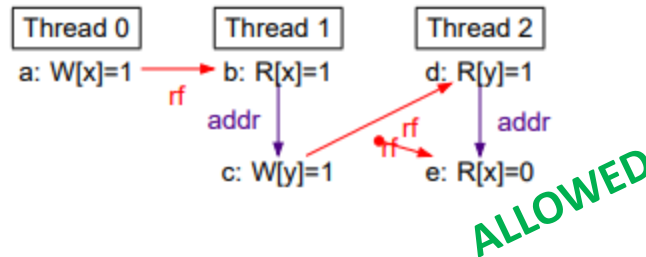 Thread 0 Thread 1 Thread 2
a: W[x]=1 rf b: R[x]=1 d: R[y]=1
addr rf rf addr
c: W[y]=1 e: R[x]=0
ALLOWED